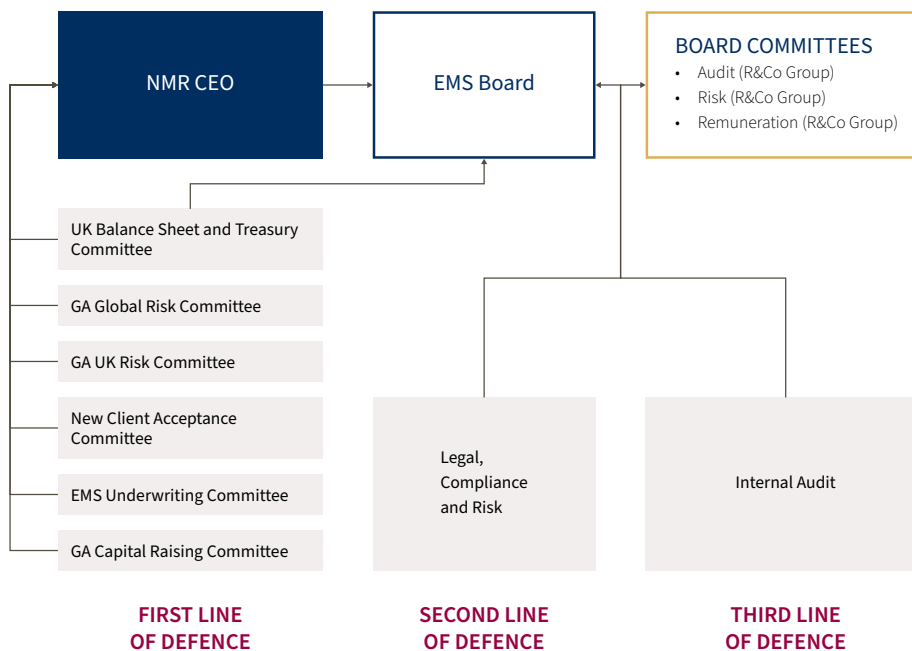 NMR CEO
EMS Board
BOARD COMMITTEES
• Audit (R&Co Group)
• Risk (R&Co Group)
• Remuneration (R&Co Group)
UK Balance Sheet and Treasury
Committee
GA Global Risk Committee
GA UK Risk Committee
New Client Acceptance
Committee
EMS Underwriting Committee
GA Capital Raising Committee
Legal,
Compliance
and Risk
Internal Audit
FIRST LINE
OF DEFENCE
SECOND LINE
OF DEFENCE
THIRD LINE
OF DEFENCE